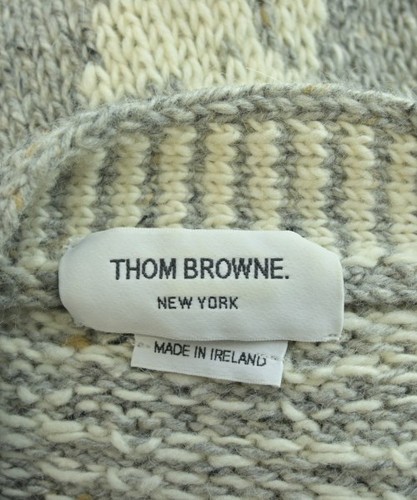 THOM BROWNE.
NEW YORK
MADE IN IRELAND